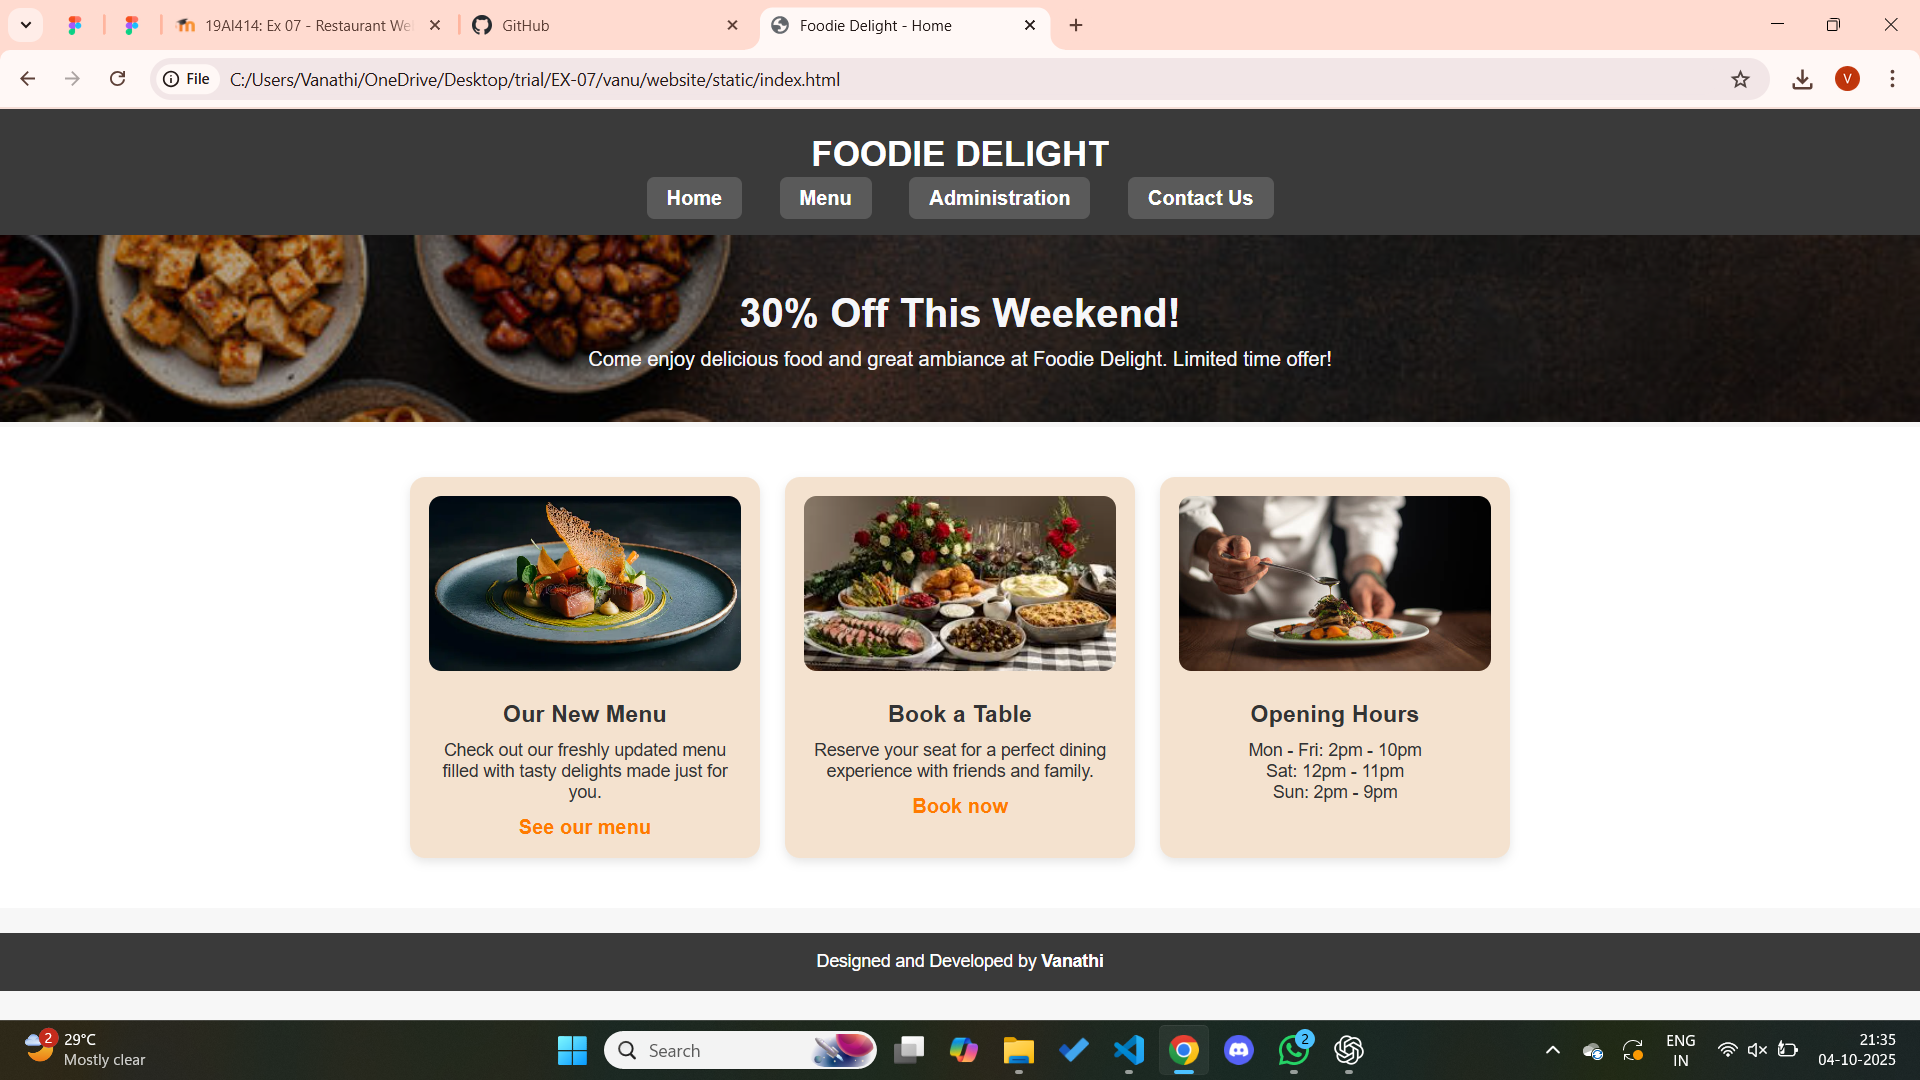 19AI414: Ex 07 - Restaurant We
GitHub
Foodie Delight - Home
File
C:/Users/Vanathi/OneDrive/Desktop/trial/EX-07/vanu/website/static/index.html
V
FOODIE DELIGHT
Home
Menu
Administration
Contact Us
30% Off This Weekend!
Come enjoy delicious food and great ambiance at Foodie Delight. Limited time offer!
Our New Menu
Check out our freshly updated menu
filled with tasty delights made just for
you.
See our menu
Book a Table
Reserve your seat for a perfect dining
experience with friends and family.
Book now
Opening Hours
Mon - Fri: 2pm - 10pm
Sat: 12pm - 11pm
Sun: 2pm - 9pm
Designed and Developed by Vanathi
2
29°C
Mostly clear
Search
2
ENG
IN
21:35
04-10-2025